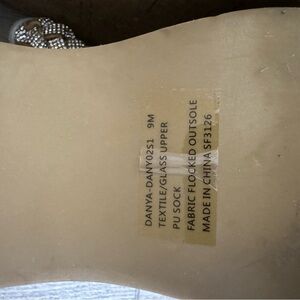 DANYA-DANY02S1 9M
TEXTILE/GLASS UPPER
PU SOCK
FABRIC FLOCKED OUTSOLE
MADE IN CHINA SF3126